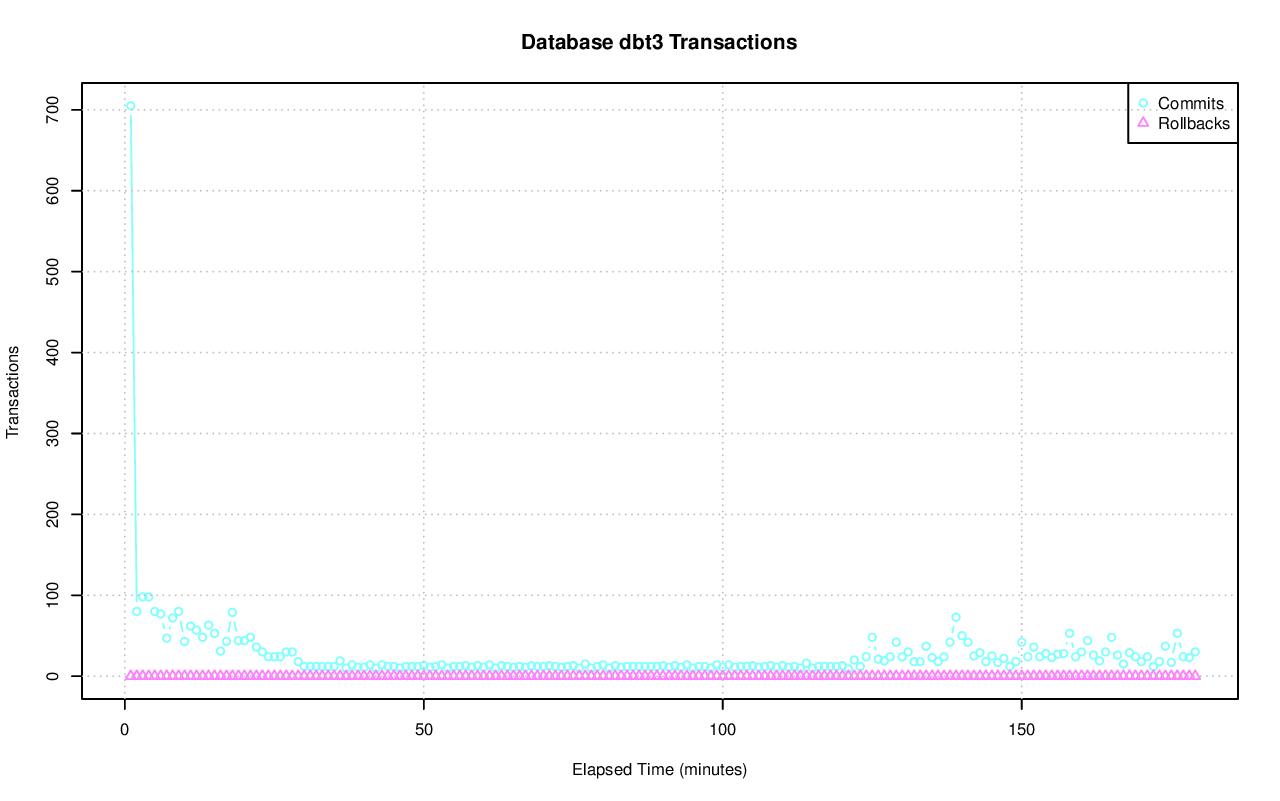 Database dbt3 Transactions
Commits
Rollbacks
700
600
500
400
300
200
100
0
Transactions
0 50 100 150
Elapsed Time (minutes)